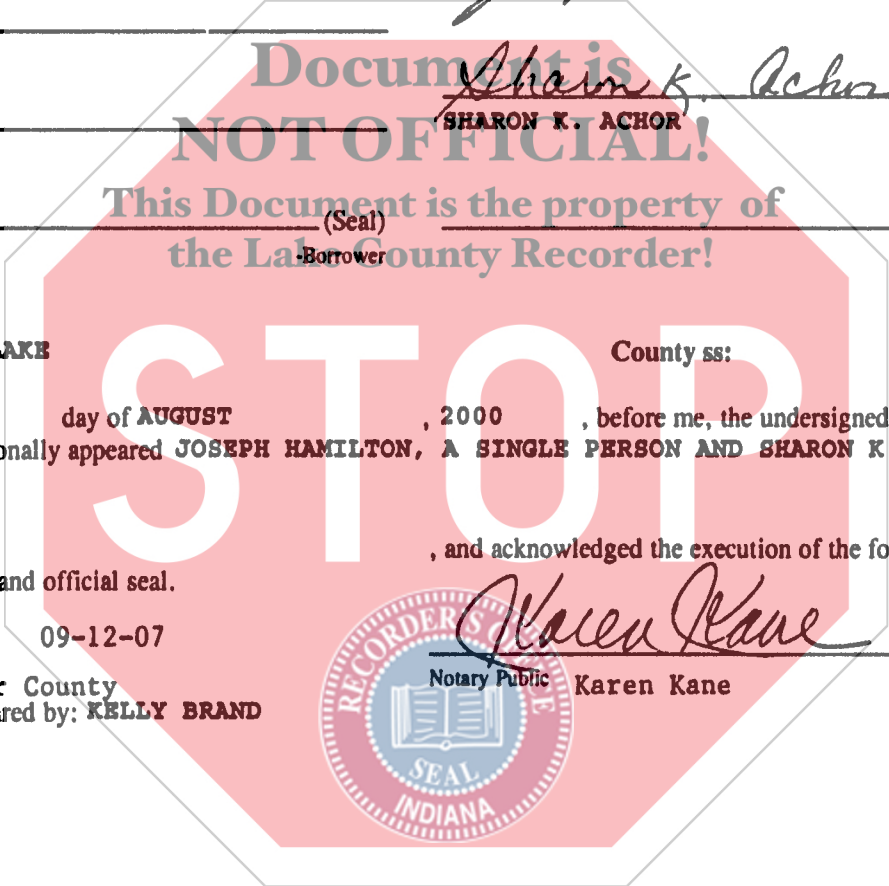 Document is
Sharon K. Achor
SHARON K. ACHOR
NOT OFFICIAL!
This Document is the property of
(Seal)
the Lake County Recorder!
-Borrower
STOP
AKE County ss:
day of AUGUST , 2000 , before me, the undersigned
onally appeared JOSEPH HAMILTON, A SINGLE PERSON AND SHARON K
, and acknowledged the execution of the fo
and official seal.
Karen Kane
09-12-07
Notary Public Karen Kane
r County
red by: KELLY BRAND
RECORDER'S OFFICE
SEAL
INDIANA